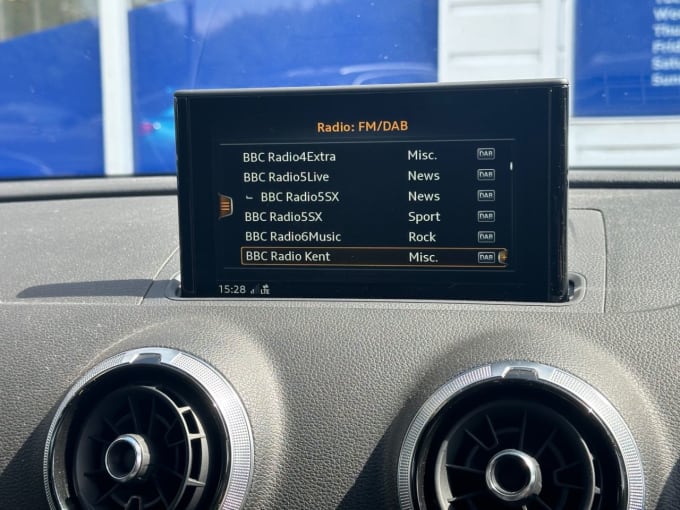 Radio: FM/DAB
BBC Radio4Extra Misc. DAB
BBC Radio5Live News DAB
BBC Radio5SX News DAB
BBC Radio5SX Sport DAB
BBC Radio6Music Rock DAB
BBC Radio Kent Misc. DAB
15:28 LTE